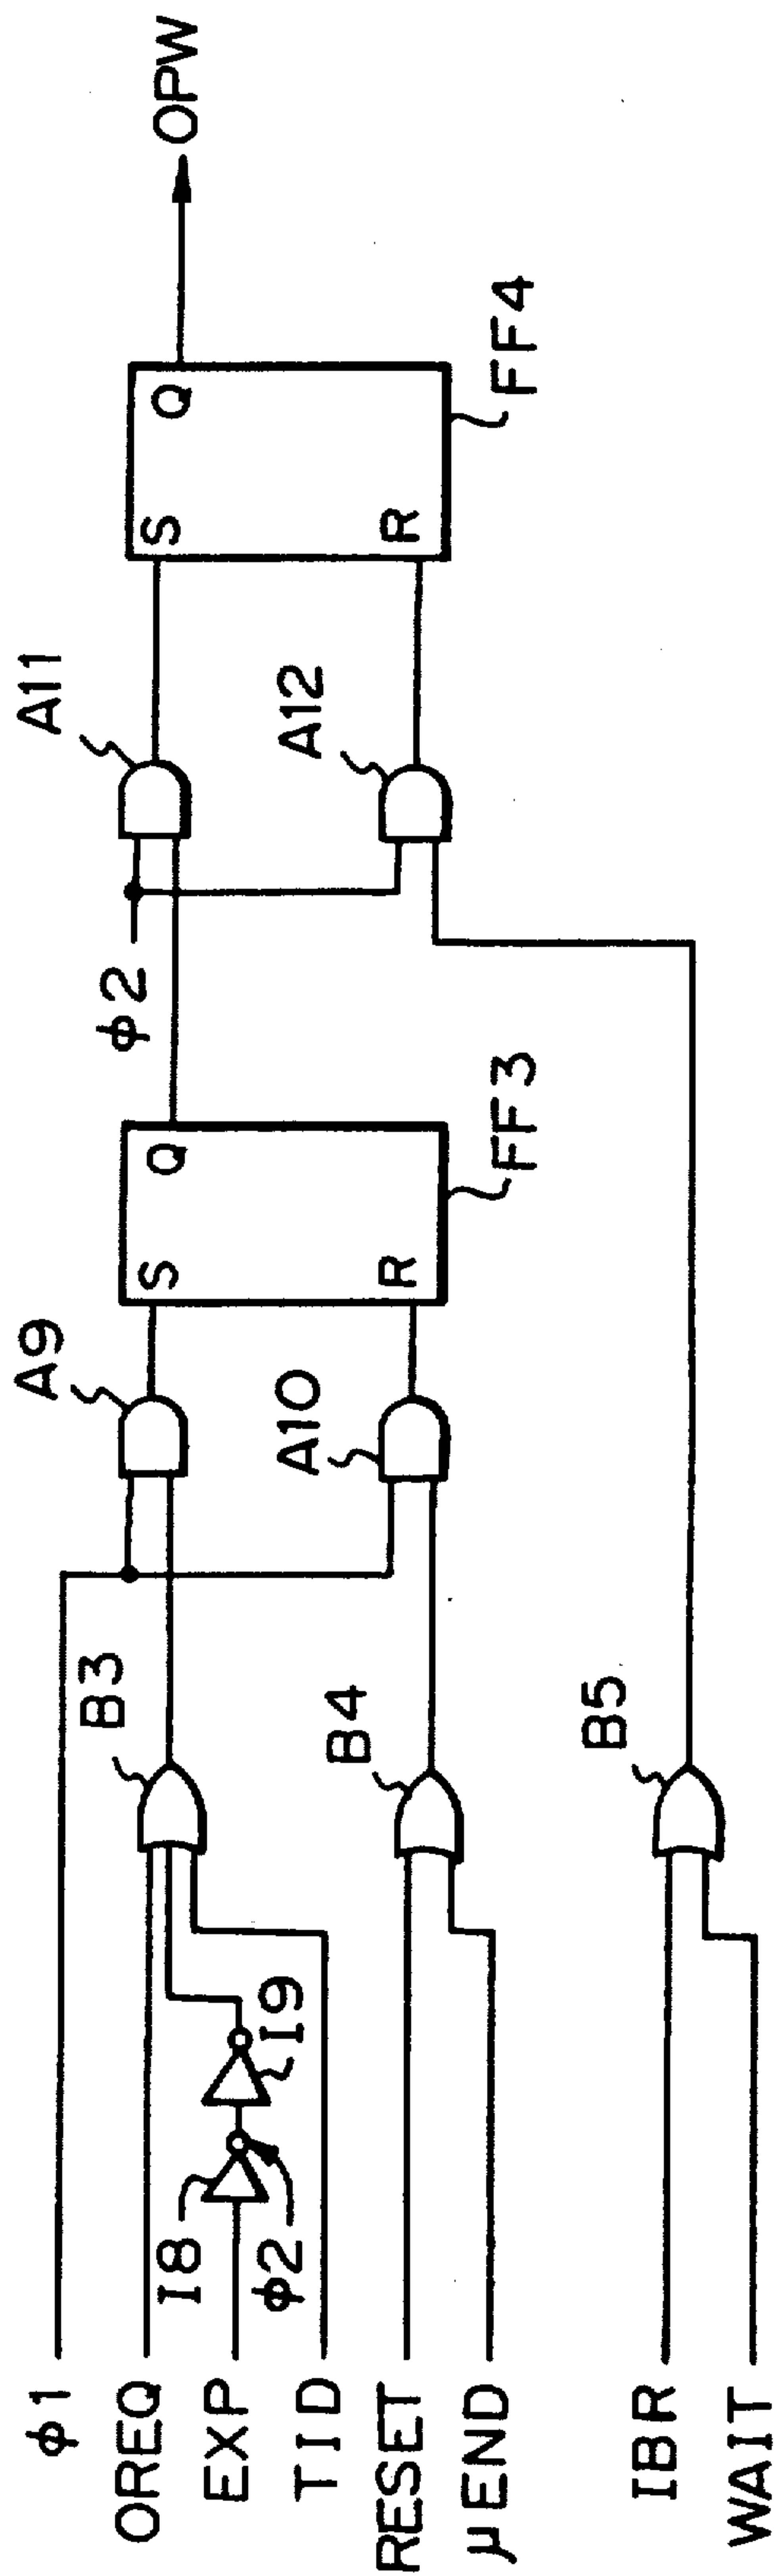 φ1
OREQ
EXP
TID
RESET
μEND
IBR
WAIT
I8
φ2
I9
B3
B4
B5
A9
A10
S
Q
R
FF3
φ2
A11
A12
S
Q
R
FF4
OPW